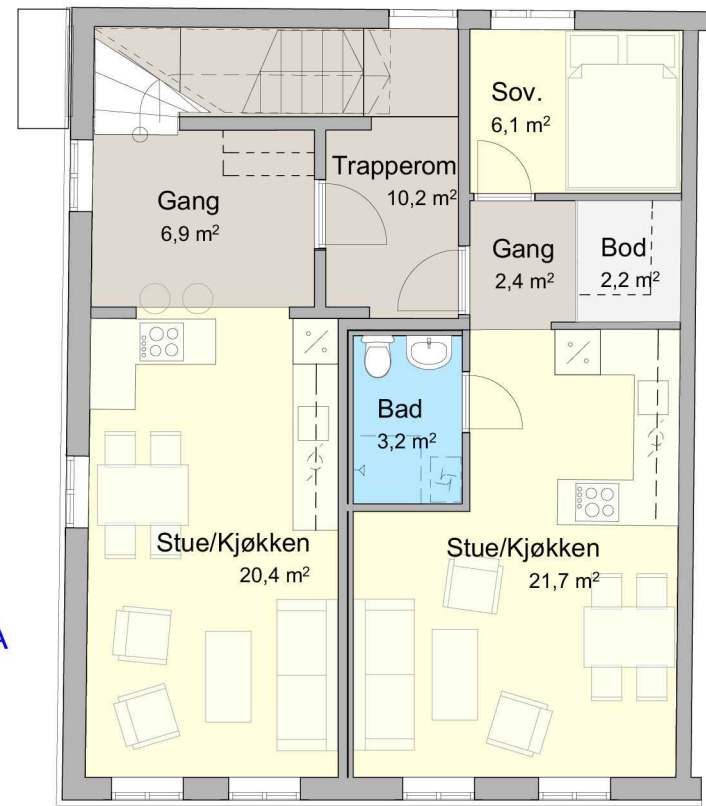 Sov.
6,1 m²
Trapperom
10,2 m²
Gang
6,9 m²
Gang
2,4 m²
Bod
2,2 m²
Bad
3,2 m²
Stue/Kjøkken
20,4 m²
Stue/Kjøkken
21,7 m²
A